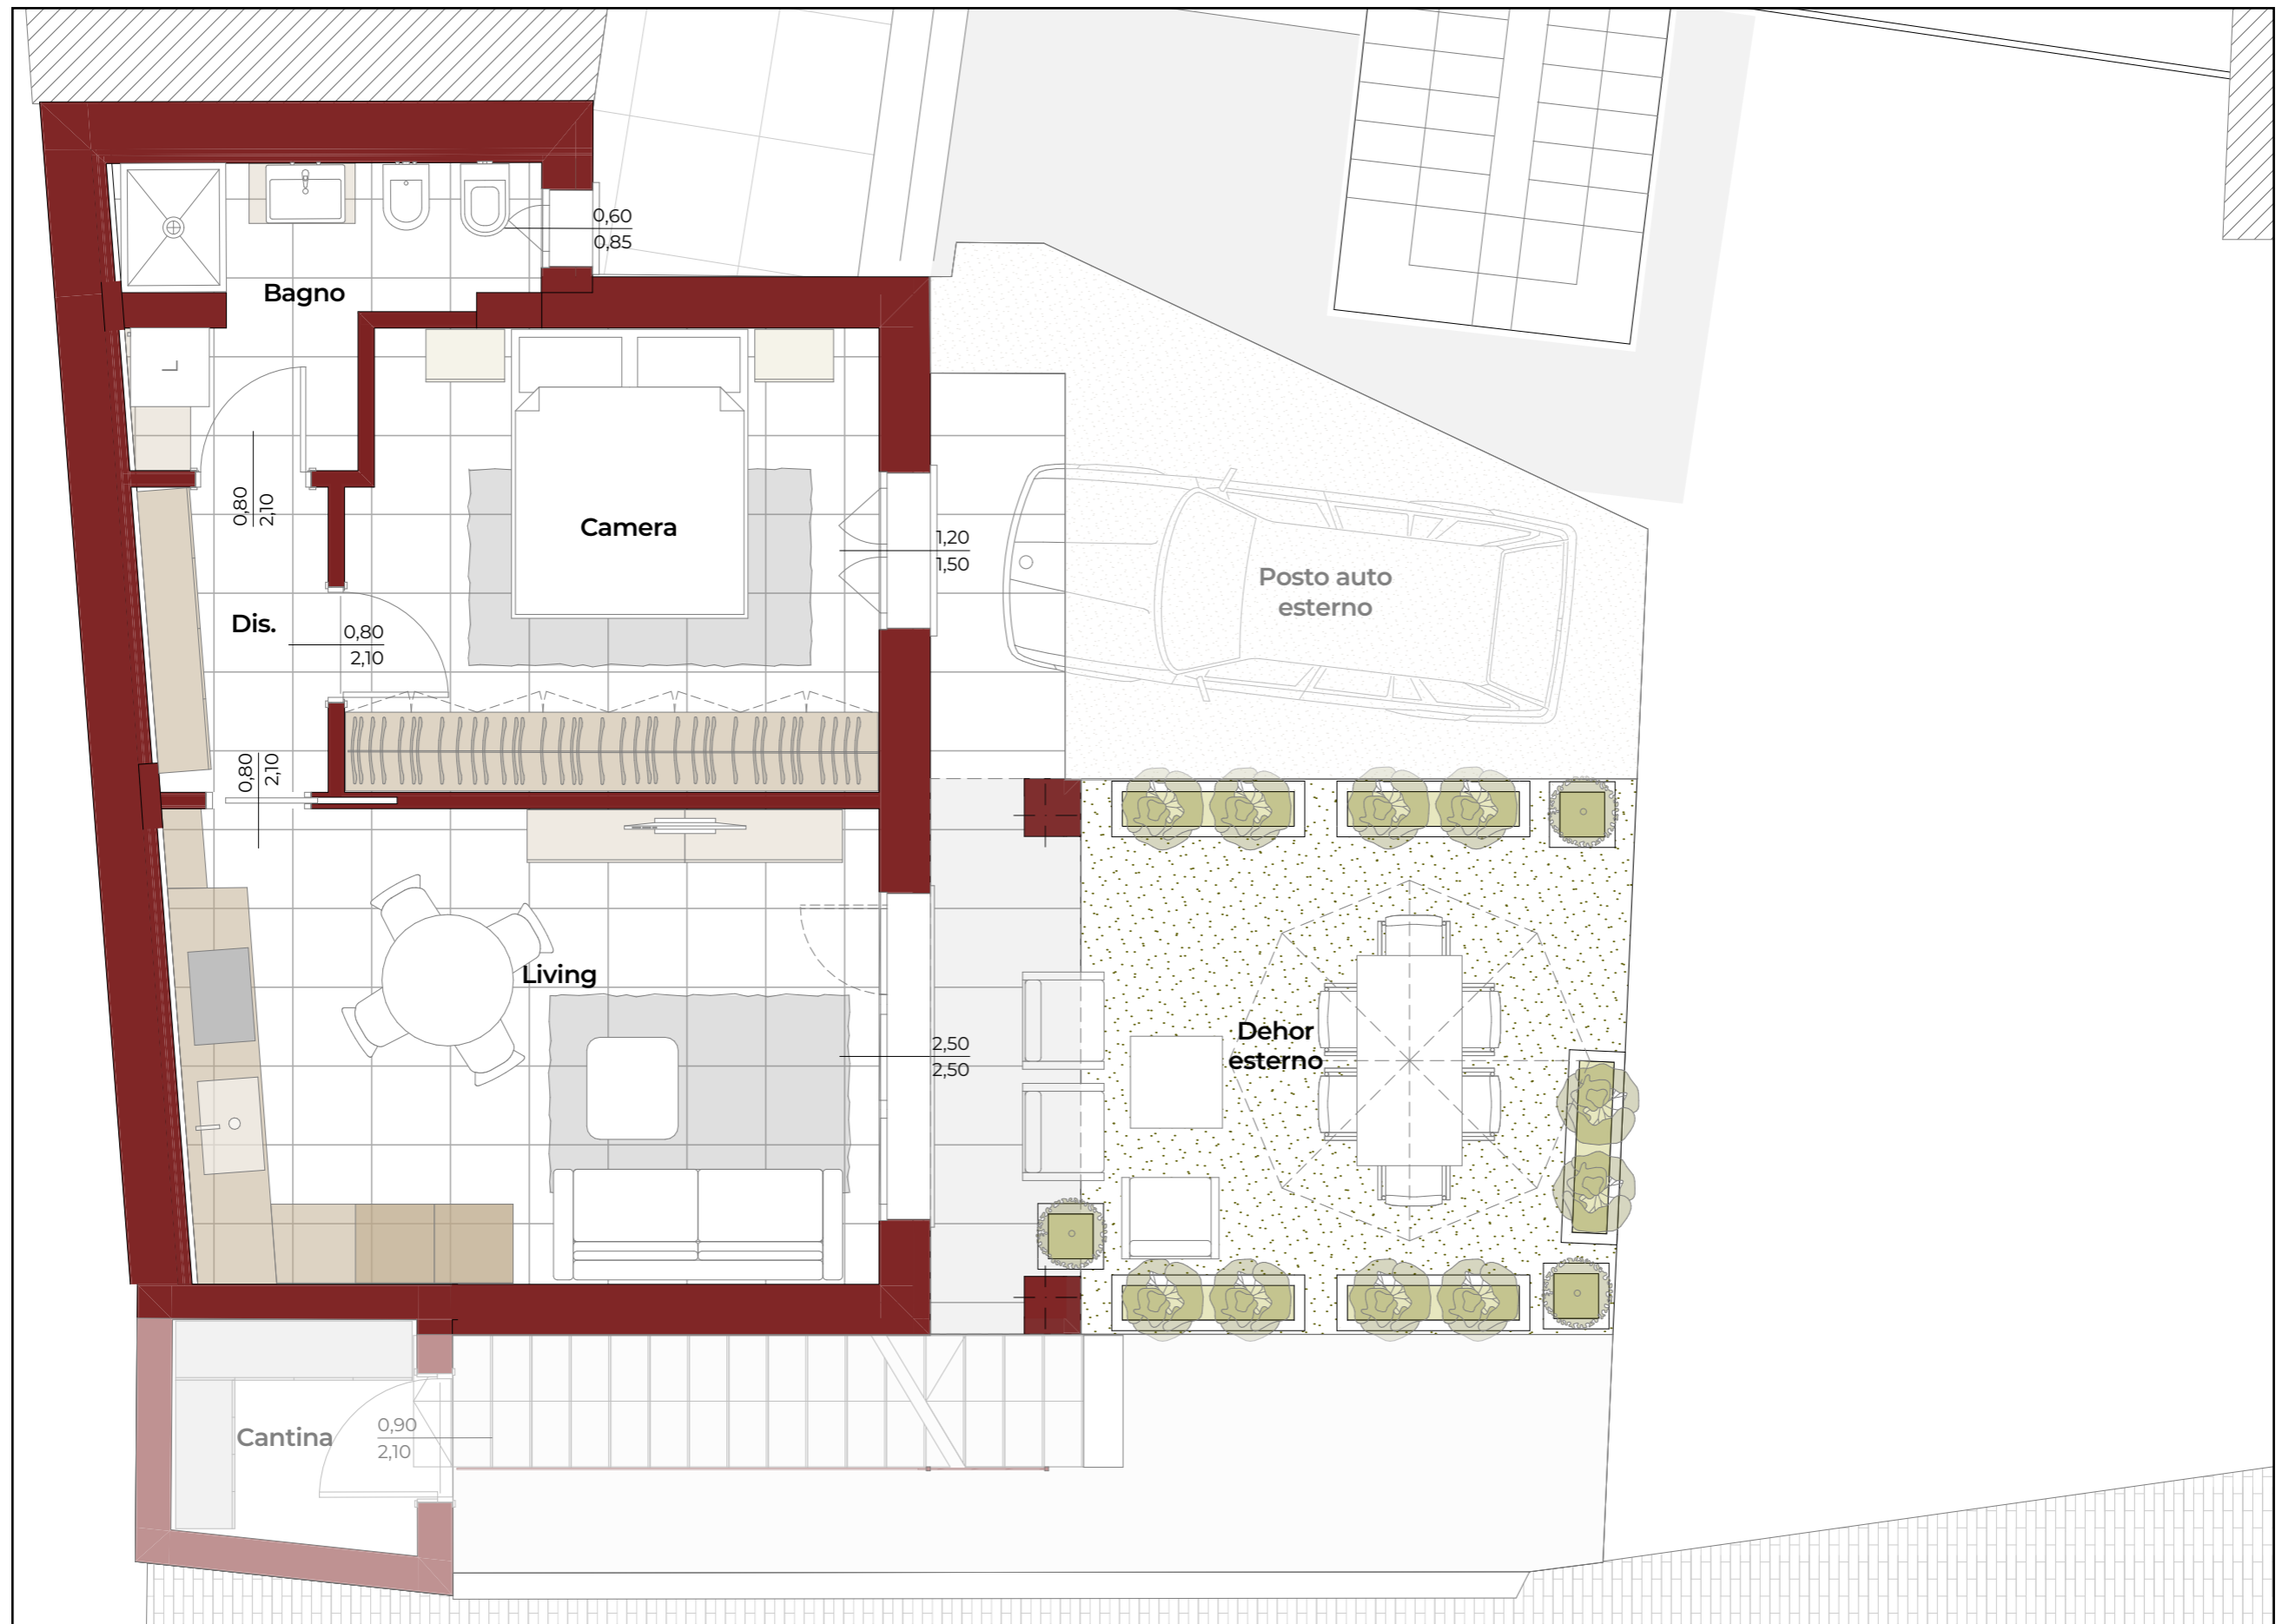 0,60
0,85
Bagno
L
0,80
2,10
Camera
1,20
1,50
Posto auto
esterno
Dis.
0,80
2,10
0,80
2,10
Living
2,50
2,50
Dehor
esterno
Cantina
0,90
2,10